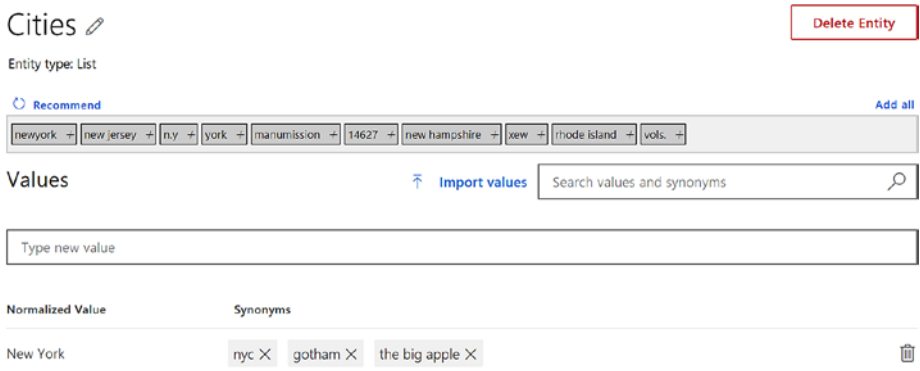 Cities
Delete Entity
Entity type: List
Recommend
Add all
newyork + new jersey + n.y + york + manumission + 14627 + new hampshire + xew + rhode island + vols. +
Values
Import values
Search values and synonyms
Type new value
Normalized Value Synonyms
New York nyc × gotham × the big apple ×